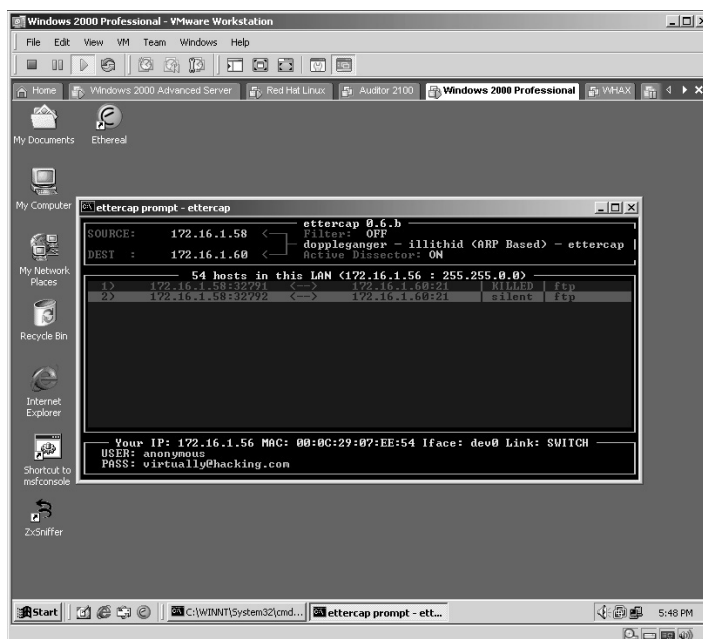 Windows 2000 Professional - VMware Workstation
File Edit View VM Team Windows Help
Home Windows 2000 Advanced Server Red Hat Linux Auditor 2100 Windows 2000 Professional WHAX
My Documents
Ethereal
My Computer
My Network
Places
Recycle Bin
Internet
Explorer
Shortcut to
msfconsole
ZxSniffer
ettercap prompt - ettercap
ettercap 0.6.b
SOURCE: 172.16.1.58 <— Filter: OFF
doppleganger - illithid (ARP Based) - ettercap
DEST : 172.16.1.60 <— Active Dissector: ON
54 hosts in this LAN (172.16.1.56 : 255.255.0.0)
1) 172.16.1.58:32791 <--> 172.16.1.60:21 | KILLED | ftp
2) 172.16.1.58:32792 <--> 172.16.1.60:21 | silent | ftp
Your IP: 172.16.1.56 MAC: 00:0C:29:07:EE:54 Iface: dev0 Link: SWITCH
USER: anonymous
PASS: virtually@hacking.com
Start C:\WINNT\System32\cmd... ettercap prompt - ett... 5:48 PM